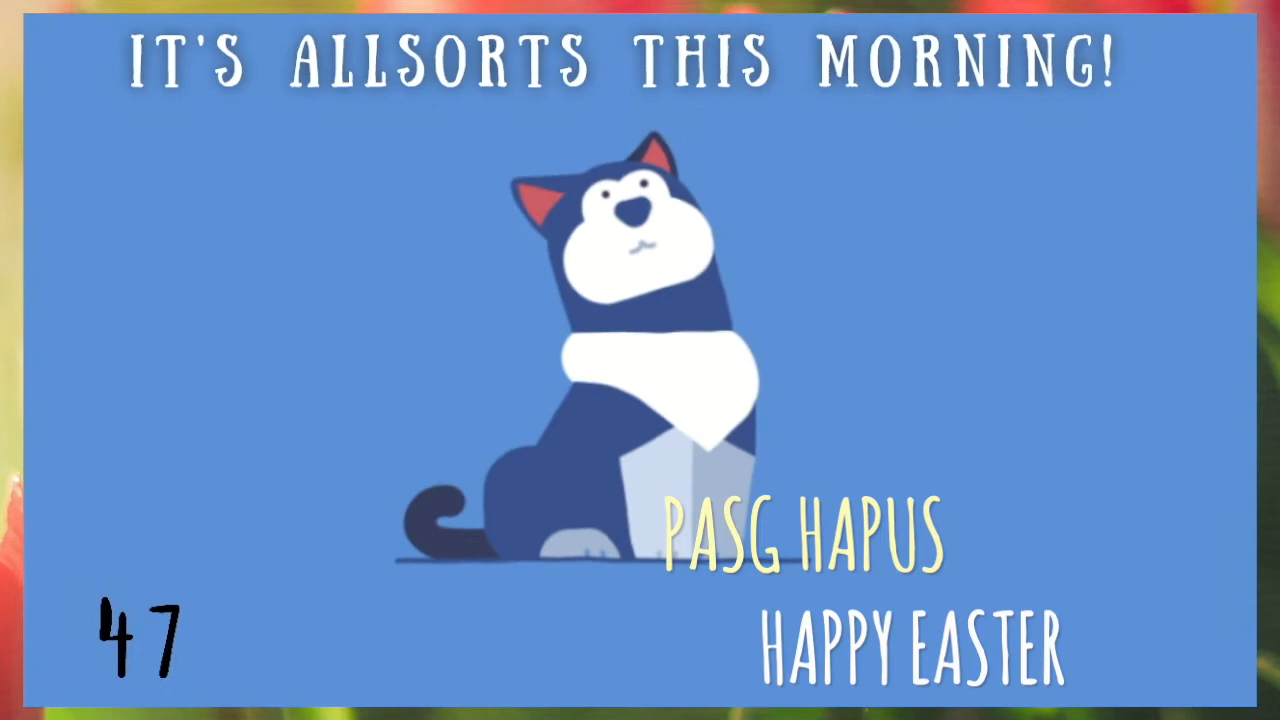 IT'S ALLSORTS THIS MORNING!
PASG HAPUS
HAPPY EASTER
47